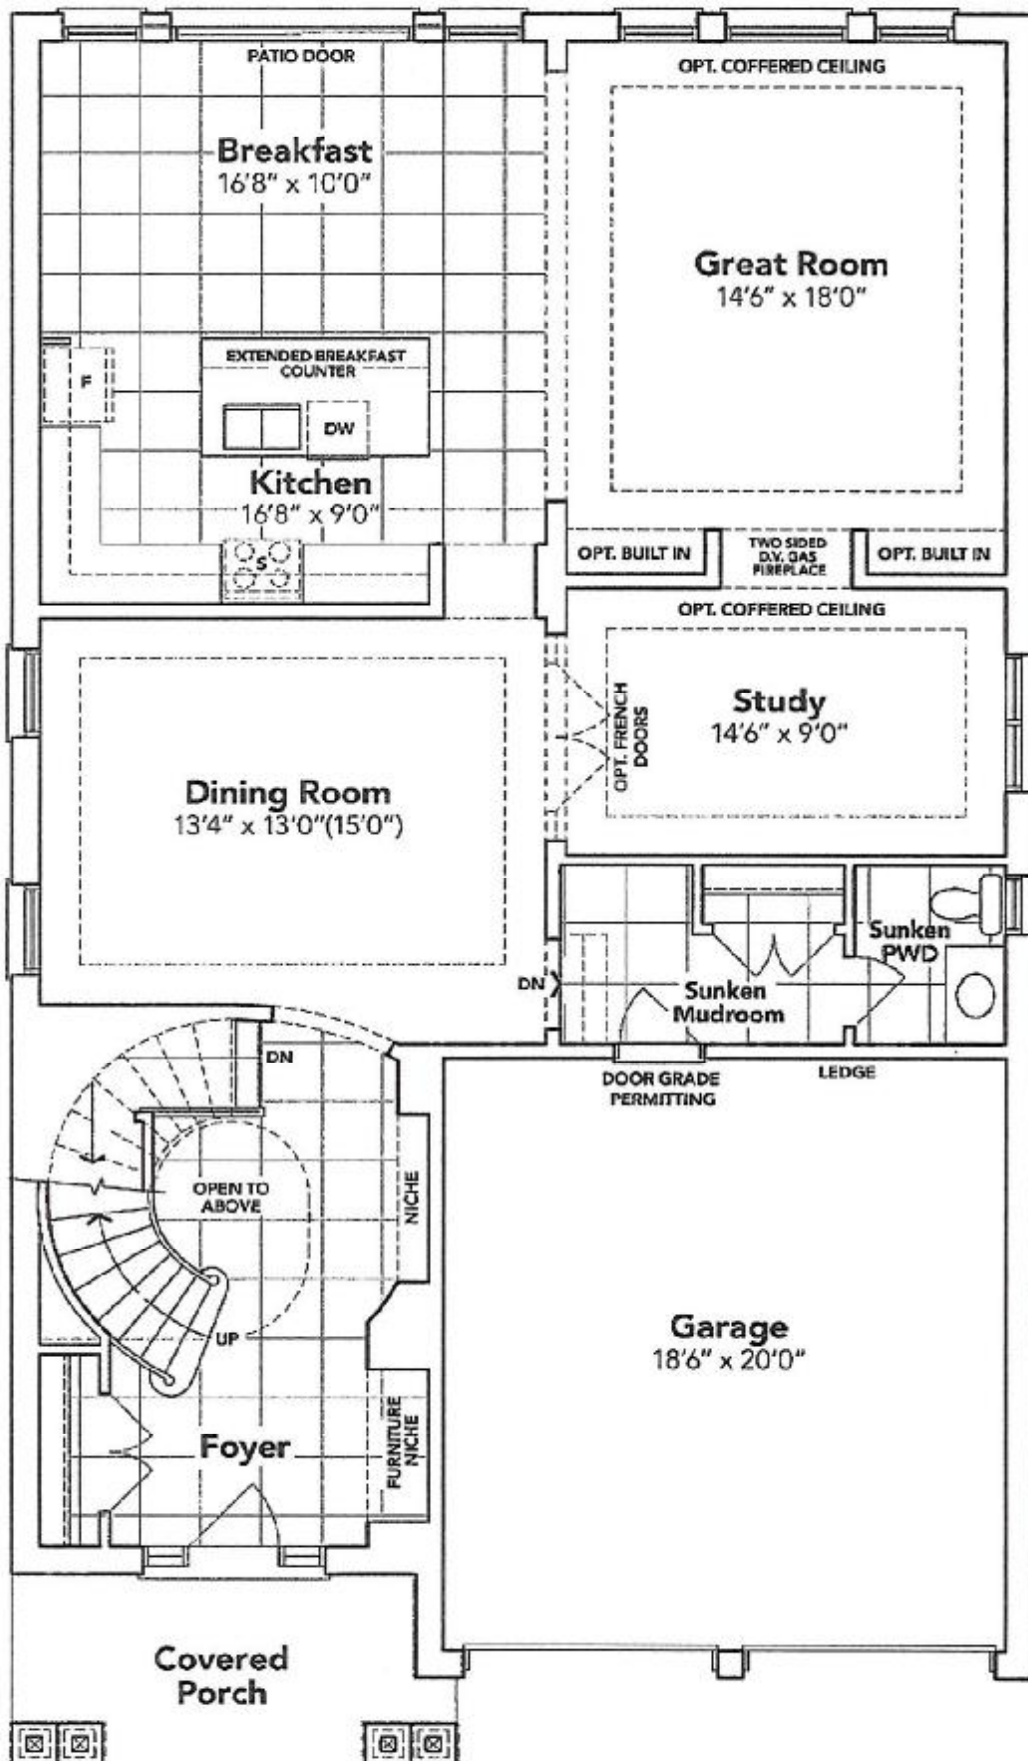 PATIO DOOR
OPT. COFFERED CEILING
Breakfast
16'8" x 10'0"
Great Room
14'6" x 18'0"
F
EXTENDED BREAKFAST
COUNTER
DW
Kitchen
16'8" x 9'0"
S
OPT. BUILT IN
TWO SIDED
D.V. GAS
FIREPLACE
OPT. BUILT IN
OPT. COFFERED CEILING
OPT. FRENCH
DOORS
Study
14'6" x 9'0"
Dining Room
13'4" x 13'0"(15'0")
Sunken
PWD
DN
Sunken
Mudroom
DN
DOOR GRADE
PERMITTING
LEDGE
OPEN TO
ABOVE
NICHE
UP
Garage
18'6" x 20'0"
Foyer
FURNITURE
NICHE
Covered
Porch